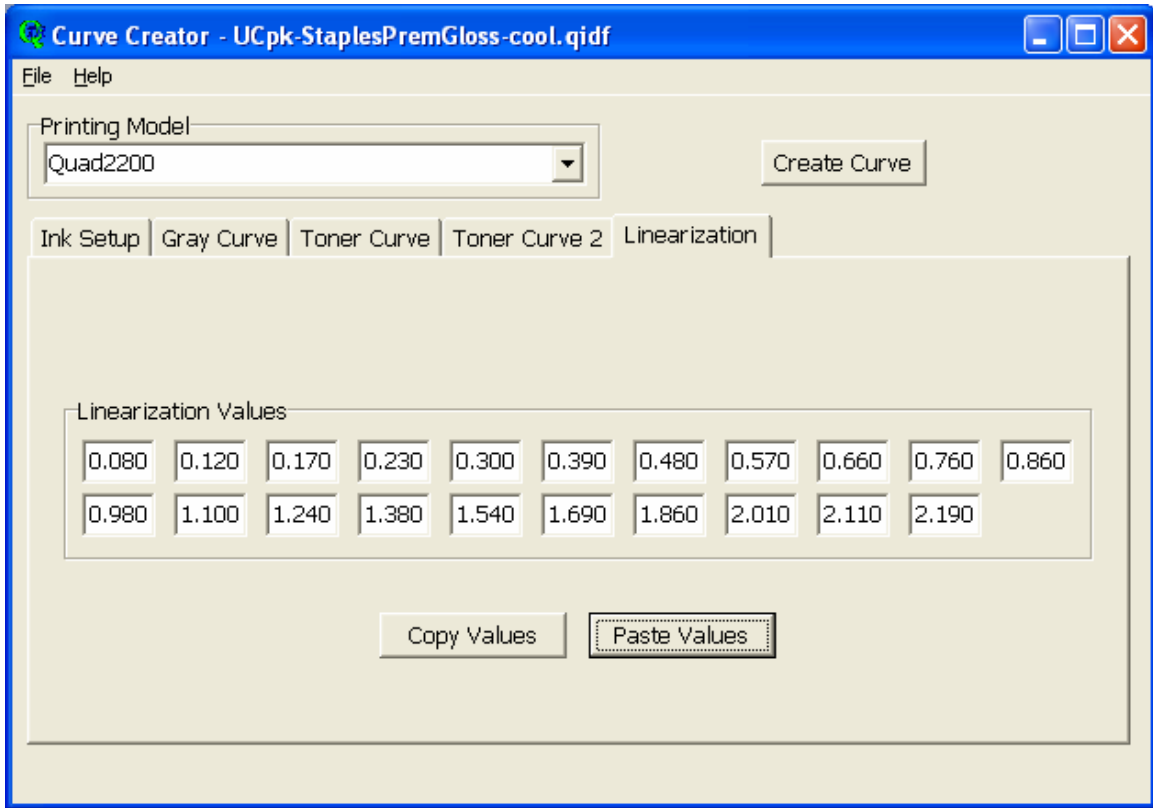 Curve Creator - UCpk-StaplesPremGloss-cool.qidf
File Help
Printing Model
Quad2200
Create Curve
Ink Setup Gray Curve Toner Curve Toner Curve 2 Linearization
Linearization Values
0.080 0.120 0.170 0.230 0.300 0.390 0.480 0.570 0.660 0.760 0.860
0.980 1.100 1.240 1.380 1.540 1.690 1.860 2.010 2.110 2.190
Copy Values Paste Values